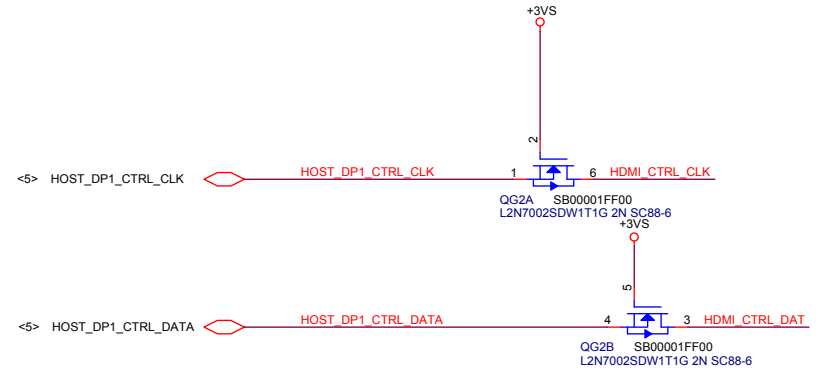 +3VS
2
<5> HOST_DP1_CTRL_CLK HOST_DP1_CTRL_CLK 1 6 HDMI_CTRL_CLK
QG2A SB00001FF00
L2N7002SDW1T1G 2N SC88-6
+3VS
5
<5> HOST_DP1_CTRL_DATA HOST_DP1_CTRL_DATA 4 3 HDMI_CTRL_DAT
QG2B SB00001FF00
L2N7002SDW1T1G 2N SC88-6